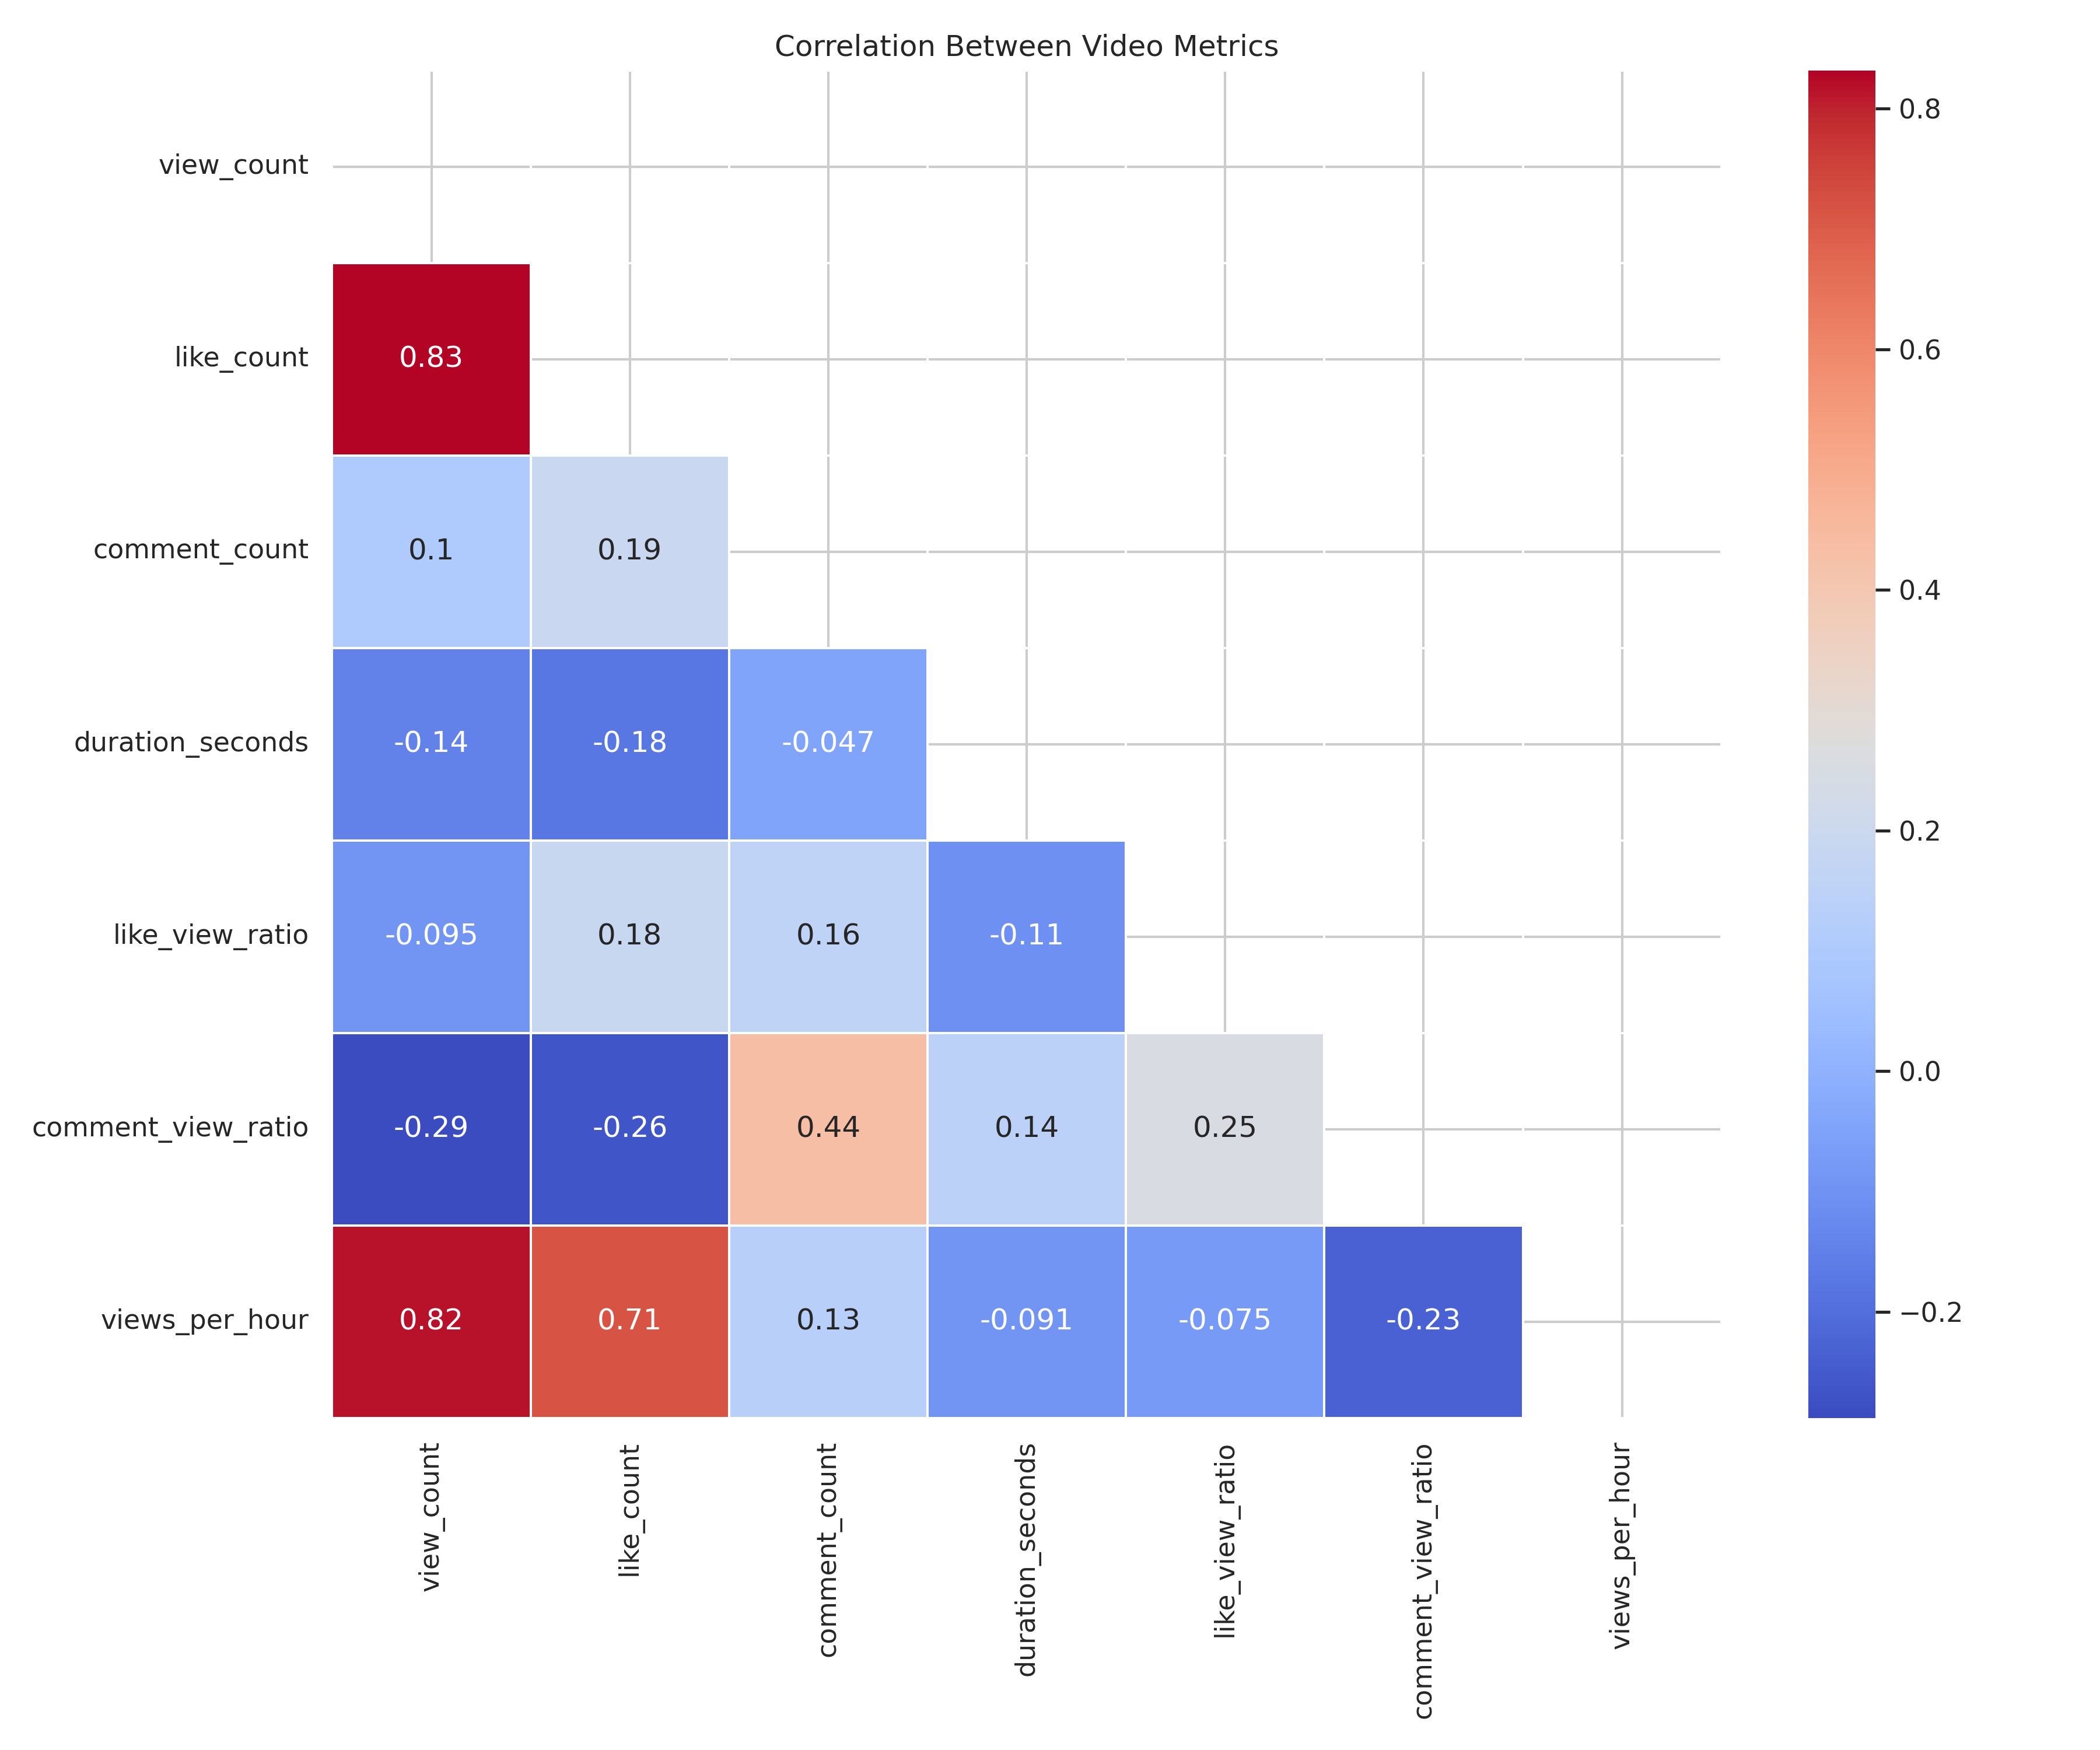 Correlation Between Video Metrics
view_count
like_count
0.83
comment_count
0.1 0.19
duration_seconds
-0.14 -0.18 -0.047
like_view_ratio
-0.095 0.18 0.16 -0.11
comment_view_ratio
-0.29 -0.26 0.44 0.14 0.25
views_per_hour
0.82 0.71 0.13 -0.091 -0.075 -0.23
view_count
like_count
comment_count
duration_seconds
like_view_ratio
comment_view_ratio
views_per_hour
0.8
0.6
0.4
0.2
0.0
−0.2